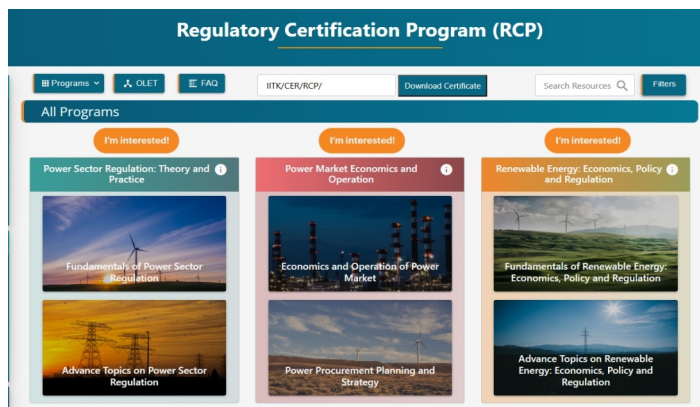 Regulatory Certification Program (RCP)
Programs
OLET
FAQ
IITK/CER/RCP/
Download Certificate
Search Resources
Filters
All Programs
I'm interested!
I'm interested!
I'm interested!
Power Sector Regulation: Theory and
Practice
Power Market Economics and
Operation
Renewable Energy: Economics, Policy
and Regulation
Fundamentals of Power Sector
Regulation
Economics and Operation of Power
Market
Fundamentals of Renewable Energy:
Economics, Policy and Regulation
Advance Topics on Power Sector
Regulation
Power Procurement Planning and
Strategy
Advance Topics on Renewable
Energy: Economics, Policy and
Regulation